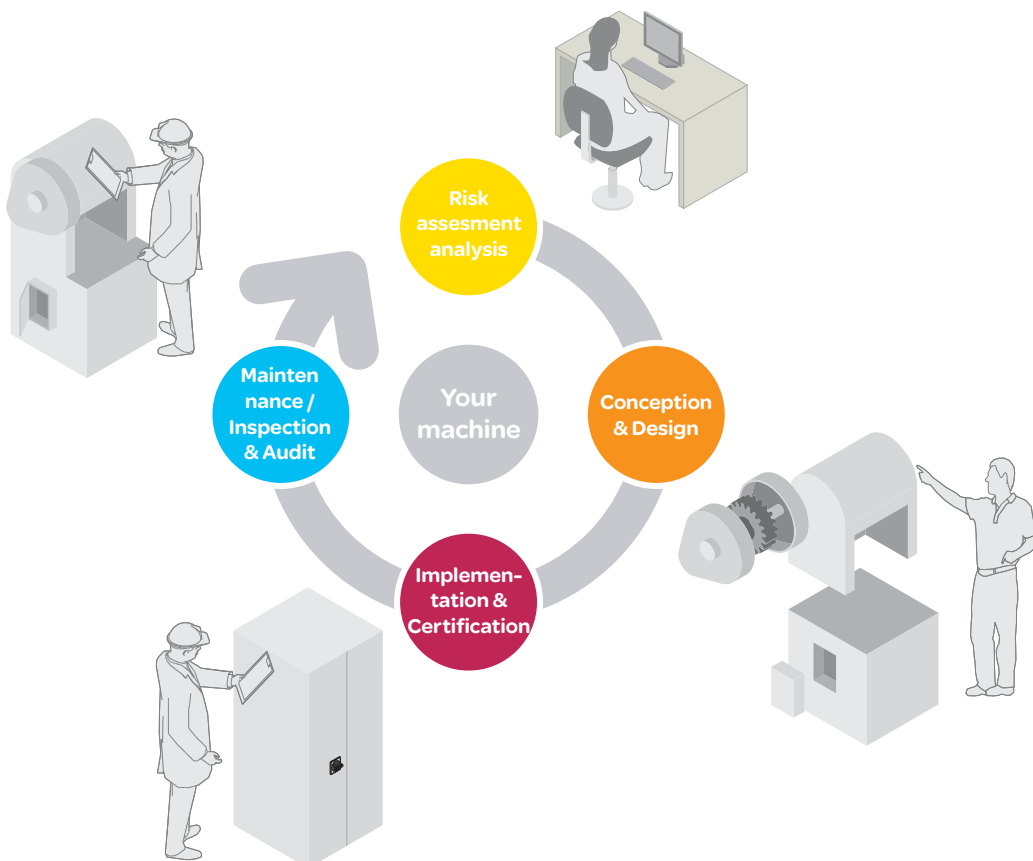 Risk
assesment
analysis
Conception
& Design
Implemen-
tation &
Certification
Mainten
nance /
Inspection
& Audit
Your
machine